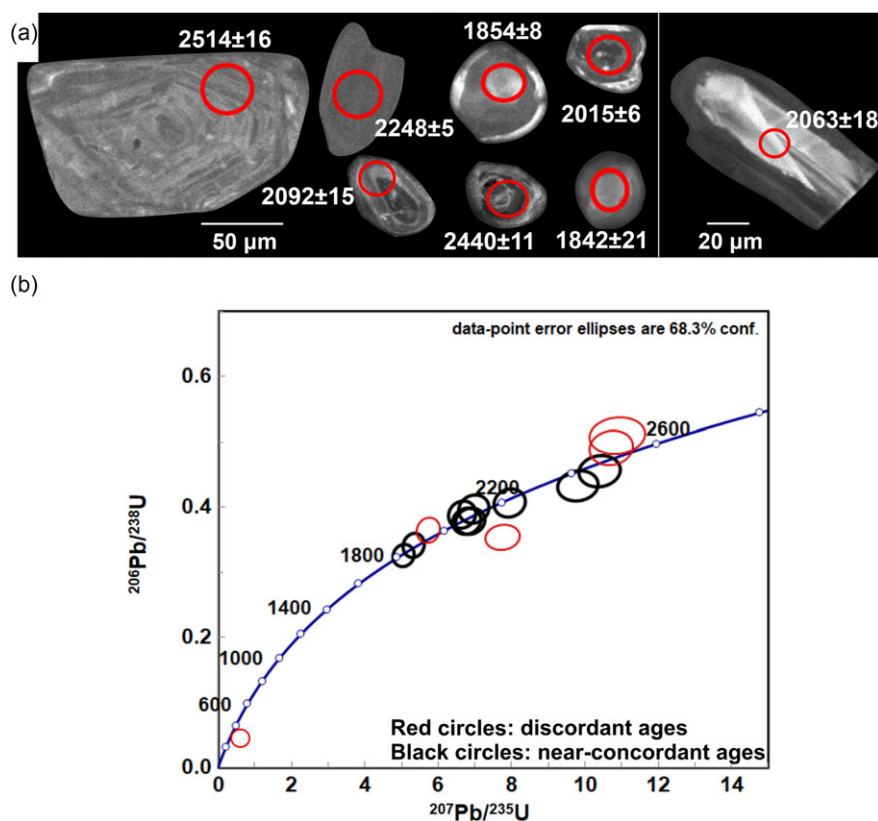 (a)
2514±16
1854±8
2063±18
2248±5
2015±6
2092±15
2440±11
1842±21
50 µm
20 µm
(b)
data-point error ellipses are 68.3% conf.
0.6
2600
2200
0.4
1800
1400
0.2
1000
600
0.0
Red circles: discordant ages
Black circles: near-concordant ages
0 2 4 6 8 10 12 14
206Pb/238U
207Pb/235U